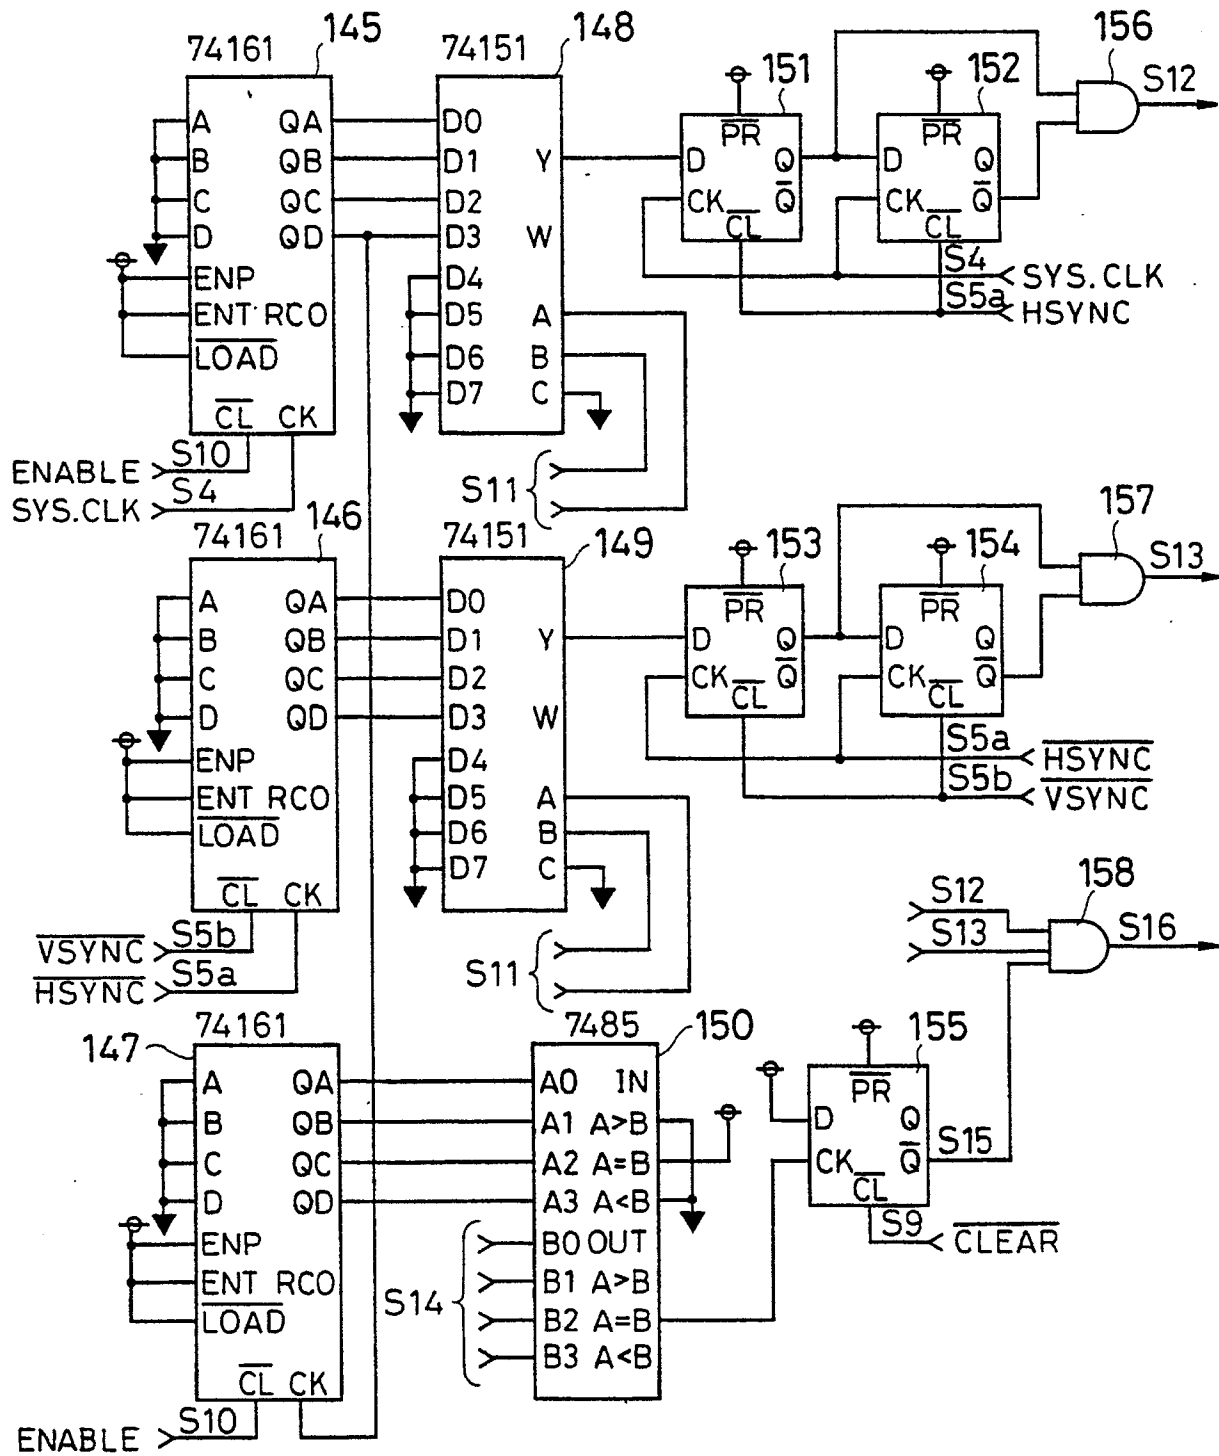 74161 145
A QA
B QB
C QC
D QD
ENP
ENT RCO
LOAD
CL CK
ENABLE S10
SYS.CLK S4
74151 148
D0
D1 Y
D2
D3 W
D4
D5 A
D6 B
D7 C
S11
151
PR
D Q
CK Q
CL
152
PR
D Q
CK Q
CL
156
S12
S4 SYS.CLK
S5a HSYNC
74161 146
A QA
B QB
C QC
D QD
ENP
ENT RCO
LOAD
CL CK
VSYNC S5b
HSYNC S5a
74151 149
D0
D1 Y
D2
D3 W
D4
D5 A
D6 B
D7 C
S11
153
PR
D Q
CK Q
CL
154
PR
D Q
CK Q
CL
157
S13
S5a HSYNC
S5b VSYNC
147 74161
A QA
B QB
C QC
D QD
ENP
ENT RCO
LOAD
CL CK
ENABLE S10
7485 150
A0 IN
A1 A>B
A2 A=B
A3 A<B
B0 OUT
B1 A>B
B2 A=B
B3 A<B
S14
155
PR
D Q
CK Q
CL
S15
S9 CLEAR
S12
S13
158
S16